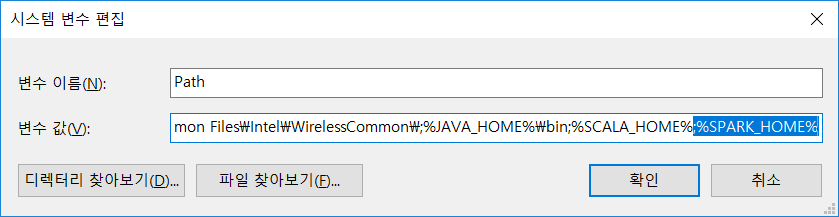 시스템 변수 편집
변수 이름(N):
Path
변수 값(V):
mon Files₩Intel₩WirelessCommon₩;%JAVA_HOME%₩bin;%SCALA_HOME%;%SPARK_HOME%
디렉터리 찾아보기(D)...
파일 찾아보기(F)...
확인
취소